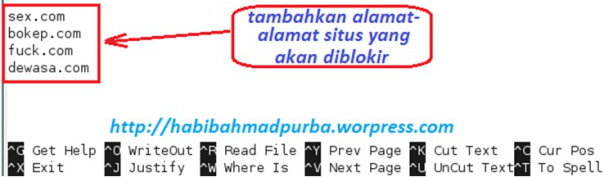 sex.com
bokep.com
fuck.com
dewasa.com
tambahkan alamat-
alamat situs yang
akan diblokir
http://habibahmadpurba.worpress.com
^G Get Help ^O WriteOut ^R Read File ^Y Prev Page ^K Cut Text ^C Cur Pos
^X Exit ^J Justify ^W Where Is ^V Next Page ^U UnCut Text ^T To Spell